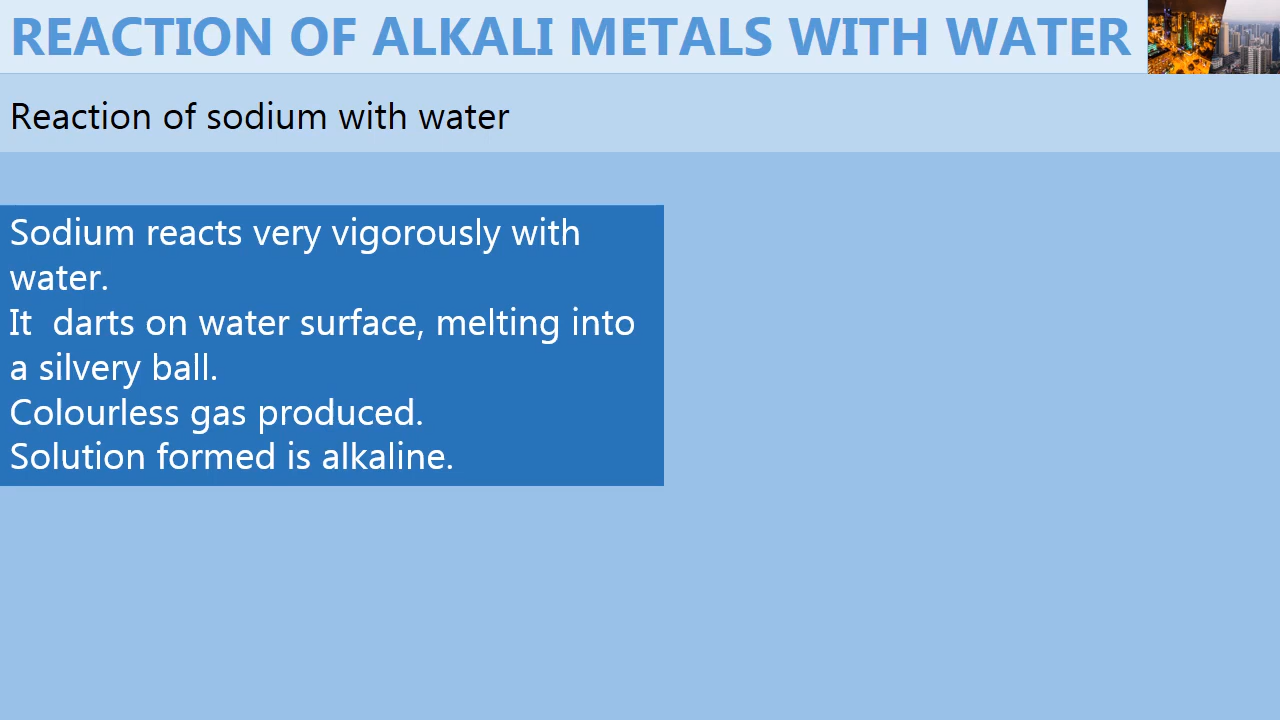 REACTION OF ALKALI METALS WITH WATER
Reaction of sodium with water
Sodium reacts very vigorously with
water.
It  darts on water surface, melting into
a silvery ball.
Colourless gas produced.
Solution formed is alkaline.